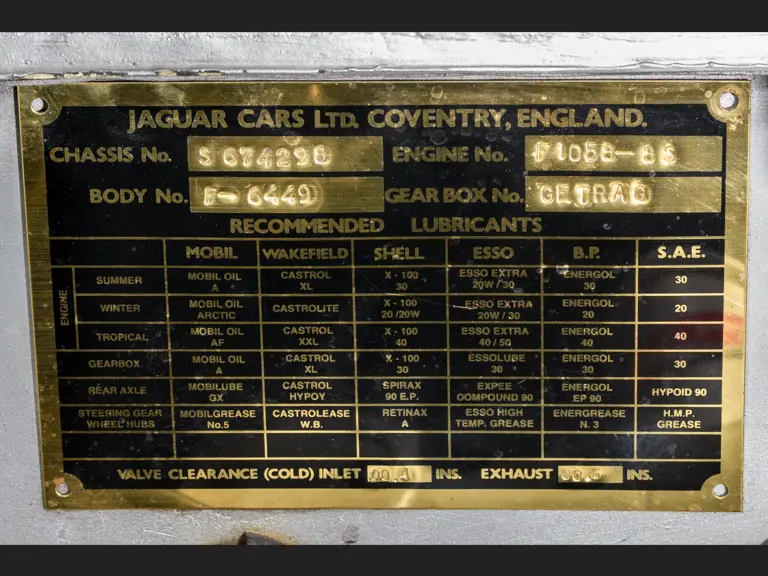 JAGUAR CARS LTD. COVENTRY, ENGLAND.
CHASSIS No. S 674298 ENGINE No. F1058-8S
BODY No. F-6449 GEAR BOX No. GETRAG
RECOMMENDED LUBRICANTS
MOBIL WAKEFIELD SHELL ESSO B.P. S.A.E.
ENGINE
SUMMER MOBIL OIL A CASTROL XL X-100 30 ESSO EXTRA 20W / 30 ENERGOL 30 30
WINTER MOBIL OIL ARCTIC CASTROLITE X-100 20/20W ESSO EXTRA 20W / 30 ENERGOL 20 20
TROPICAL MOBIL OIL AF CASTROL XXL X-100 40 ESSO EXTRA 40 / 50 ENERGOL 40 40
GEARBOX MOBIL OIL A CASTROL XL X-100 30 ESSOLUBE 30 ENERGOL 30 30
REAR AXLE MOBILUBE GX CASTROL HYPOY SPIRAX 90 E.P. EXPEE COMPOUND 90 ENERGOL EP 90 HYPOID 90
STEERING GEAR WHEEL HUBS MOBILGREASE No.5 CASTROLEASE W.B. RETINAX A ESSO HIGH TEMP. GREASE ENERGREASE N. 3 H.M.P. GREASE
VALVE CLEARANCE (COLD) INLET 00.4 INS. EXHAUST 00.6 INS.